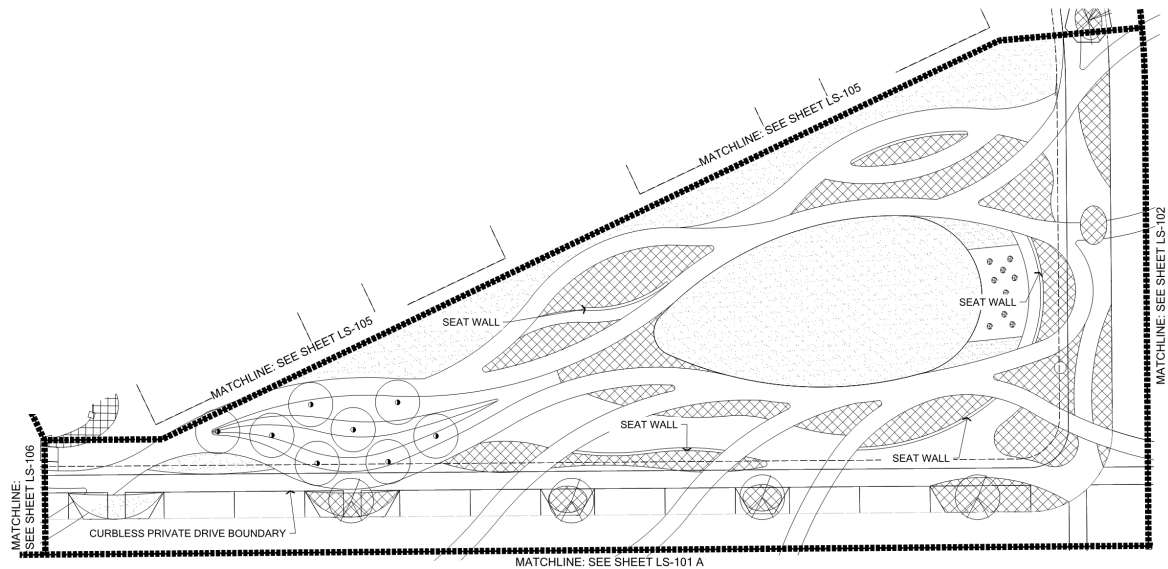 MATCHLINE: SEE SHEET LS-105
MATCHLINE: SEE SHEET LS-102
SEAT WALL
SEAT WALL
MATCHLINE: SEE SHEET LS-105
SEAT WALL
SEAT WALL
MATCHLINE:
SEE SHEET LS-106
CURBLESS PRIVATE DRIVE BOUNDARY
MATCHLINE: SEE SHEET LS-101 A